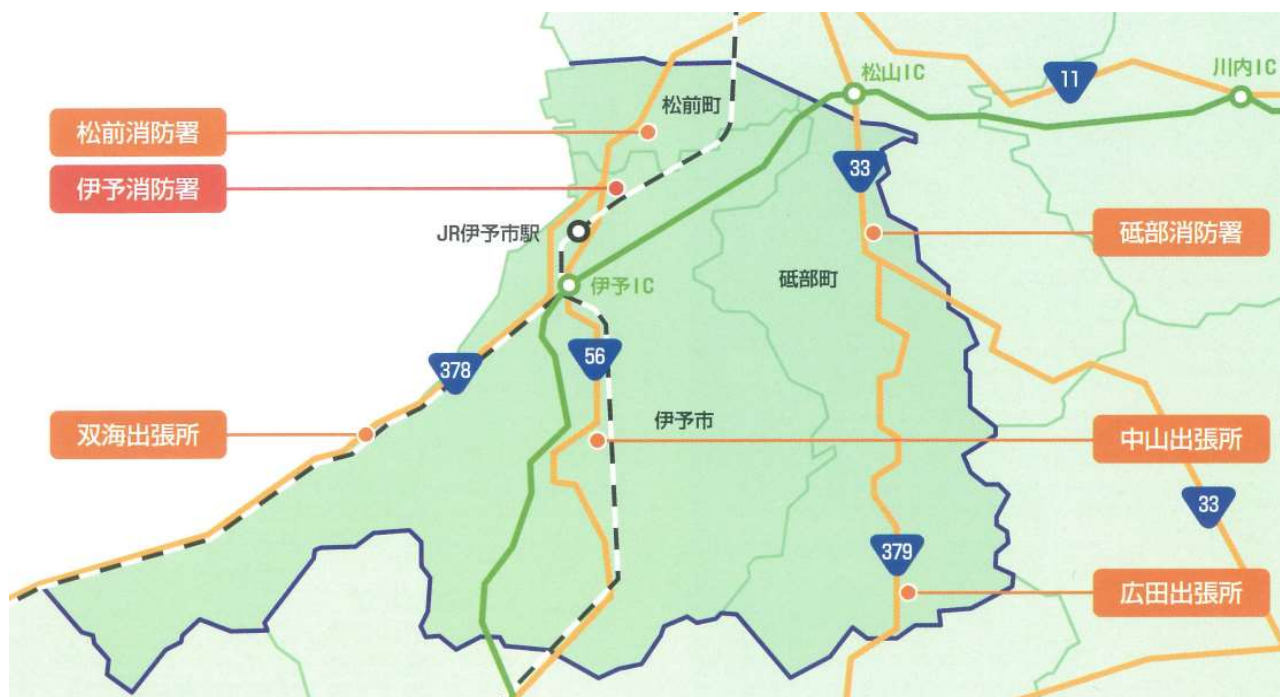 松山IC
11
川内IC
松前町
松前消防署
33
伊予消防署
JR伊予市駅
砥部消防署
伊予IC
砥部町
378
56
双海出張所
伊予市
中山出張所
33
379
広田出張所